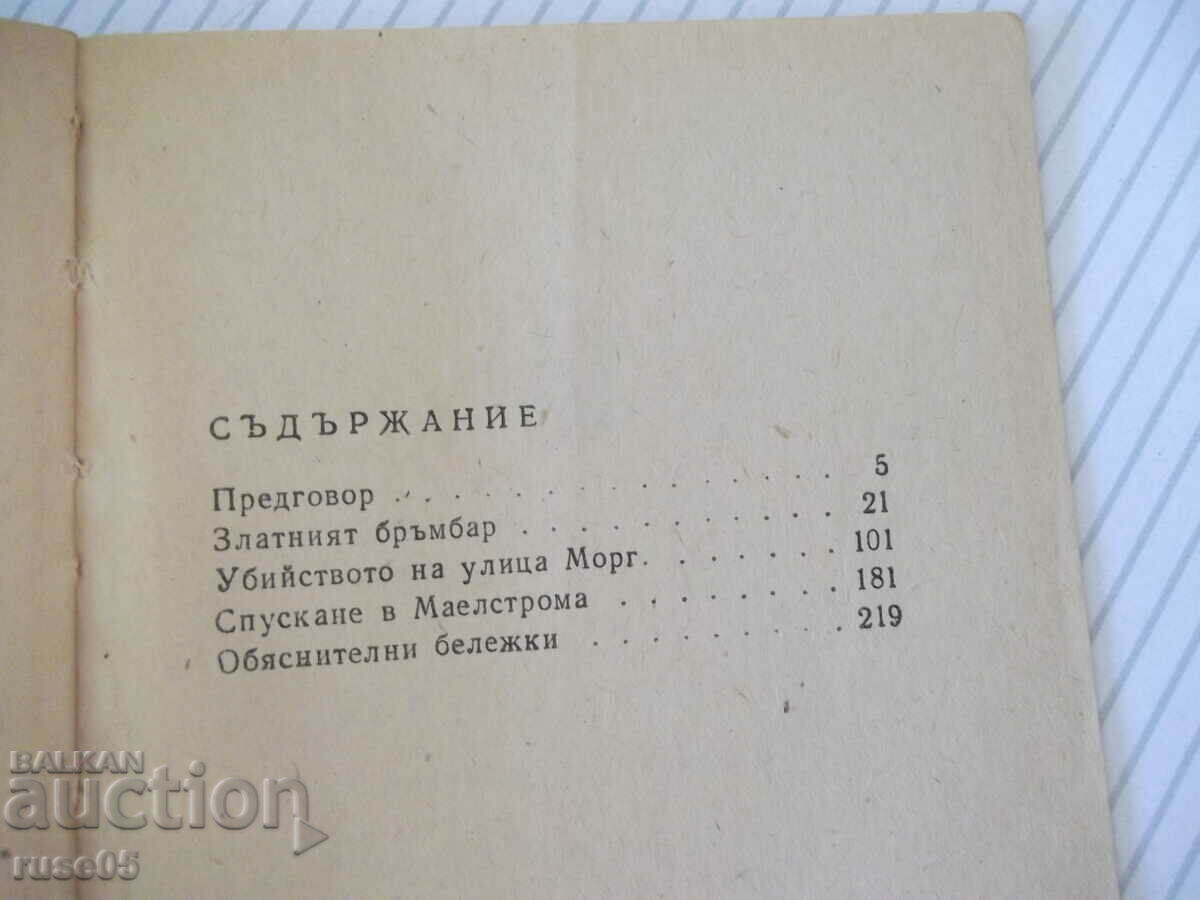 СЪДЪРЖАНИЕ
Предговор . . . . . . . . . . . . . . 5
Златният бръмбар . . . . . . . . . . . 21
Убийството на улица Морг. . . . . . . 101
Спускане в Маелстрома . . . . . . . . 181
Обяснителни бележки . . . . . . . . . 219
BALKAN
auction
ruse05